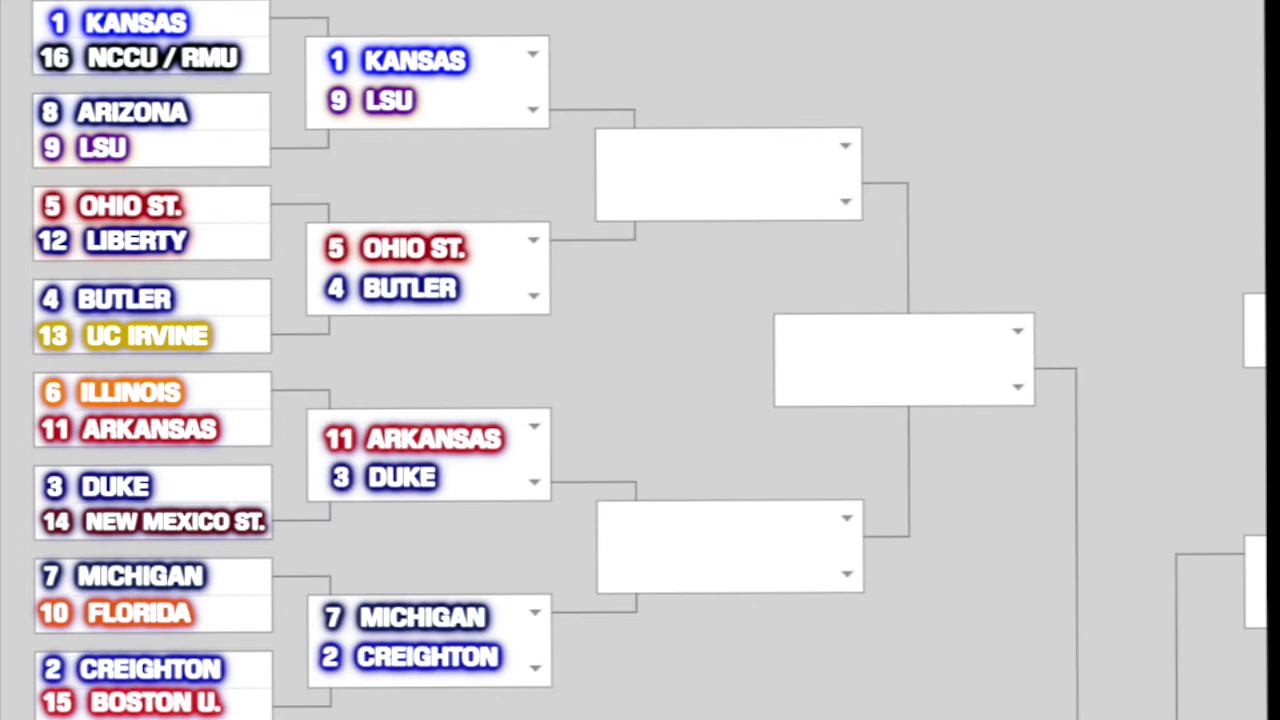 1 KANSAS
16 NCCU / RMU
8 ARIZONA
9 LSU
5 OHIO ST.
12 LIBERTY
4 BUTLER
13 UC IRVINE
6 ILLINOIS
11 ARKANSAS
3 DUKE
14 NEW MEXICO ST.
7 MICHIGAN
10 FLORIDA
2 CREIGHTON
15 BOSTON U.
1 KANSAS
9 LSU
5 OHIO ST.
4 BUTLER
11 ARKANSAS
3 DUKE
7 MICHIGAN
2 CREIGHTON